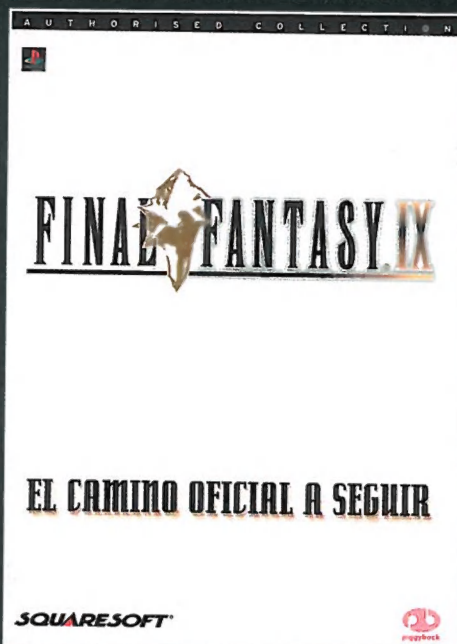 AUTHORISED COLLECTION
FINAL FANTASY. IX
EL CAMINO OFICIAL A SEGUIR
SQUARESOFT®
piggyback